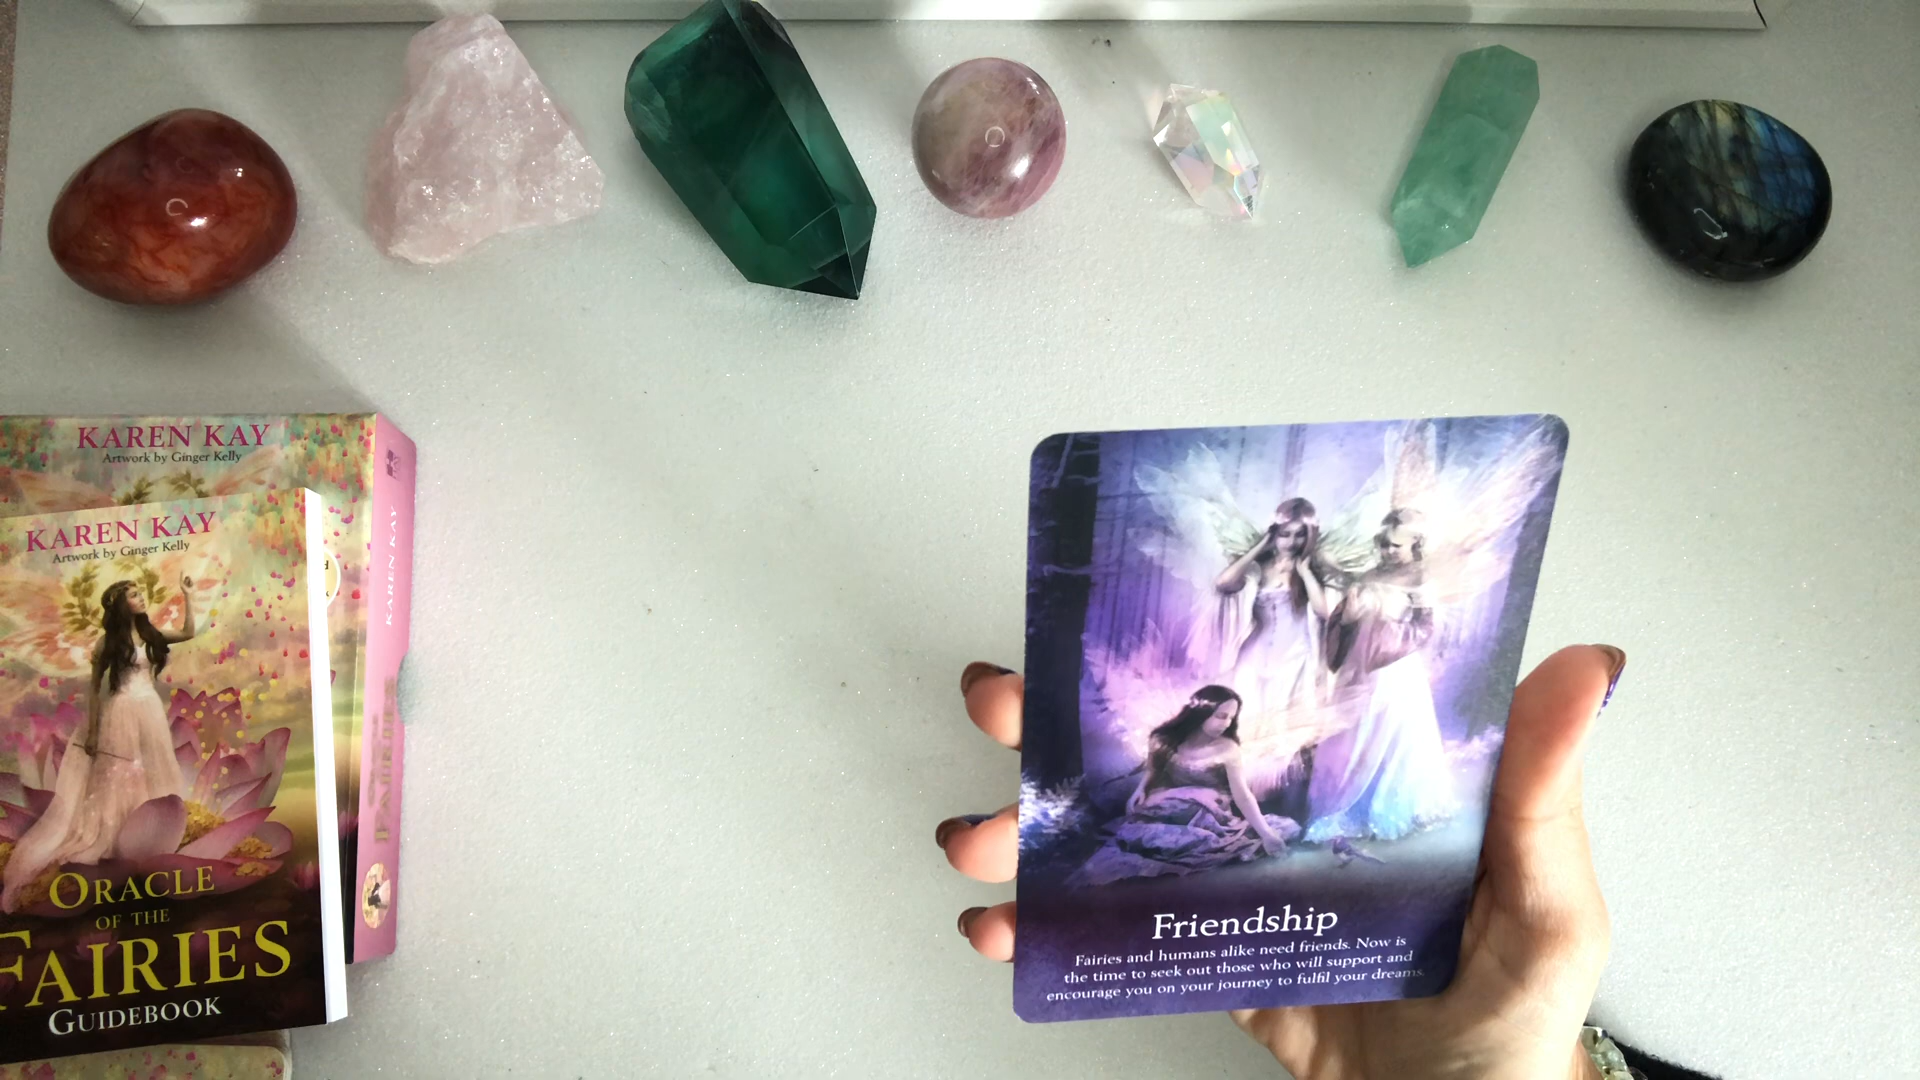 KAREN KAY
Artwork by Ginger Kelly
KAREN KAY
KAREN KAY
Artwork by Ginger Kelly
ORACLE
OF THE
FAIRIES
GUIDEBOOK
FAIRIES
Friendship
Fairies and humans alike need friends. Now is
the time to seek out those who will support and
encourage you on your journey to fulfil your dreams.